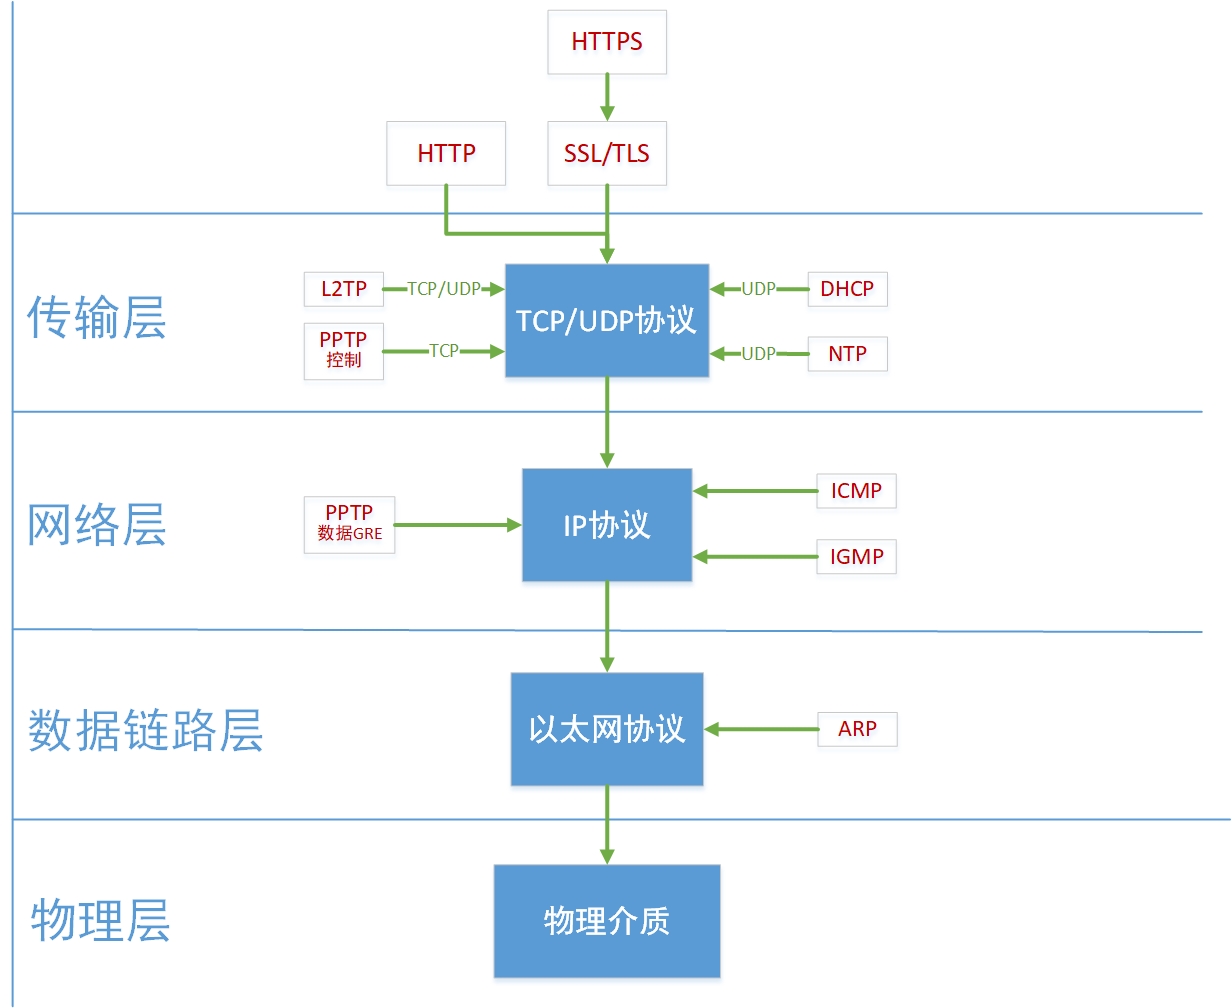 HTTPS
HTTP
SSL/TLS
传输层
L2TP
TCP/UDP
PPTP
控制
TCP
TCP/UDP协议
UDP
DHCP
UDP
NTP
网络层
PPTP
数据GRE
IP协议
ICMP
IGMP
数据链路层
以太网协议
ARP
物理层
物理介质